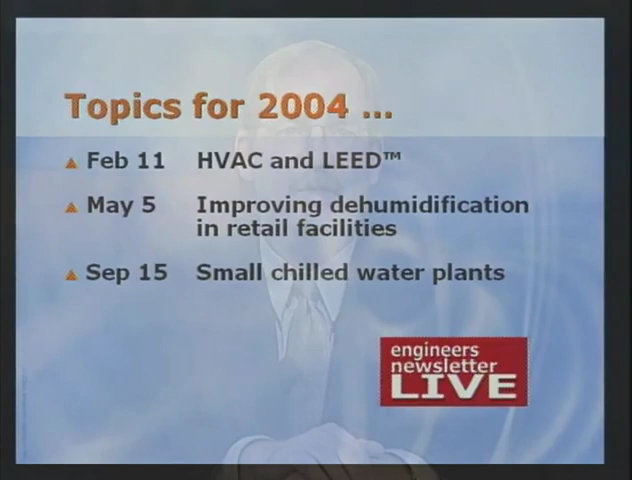 Topics for 2004 ...
Feb 11 HVAC and LEED™
May 5 Improving dehumidification
in retail facilities
Sep 15 Small chilled water plants
engineers
newsletter
LIVE